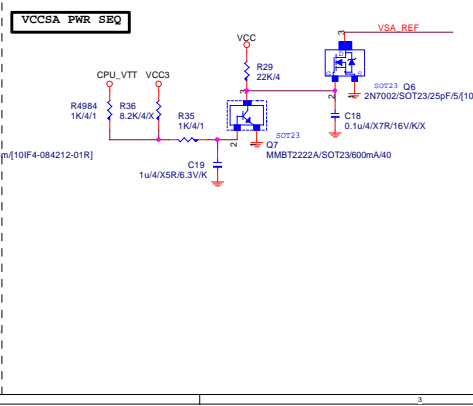 VCCSA PWR SEQ
VSA_REF
3
VCC
CPU_VTT VCC3
R29
22K/4
D
G S
SOT23 Q6
2N7002/SOT23/25pF/5/[10
R4984
1K/4/1
R36
8.2K/4/X
R35
1K/4/1
3
2
C18
0.1u/4/X7R/16V/K/X
SOT23
2
Q7
MMBT2222A/SOT23/600mA/40
m/[10IF4-084212-01R]
C19
1u/4/X5R/6.3V/K
3